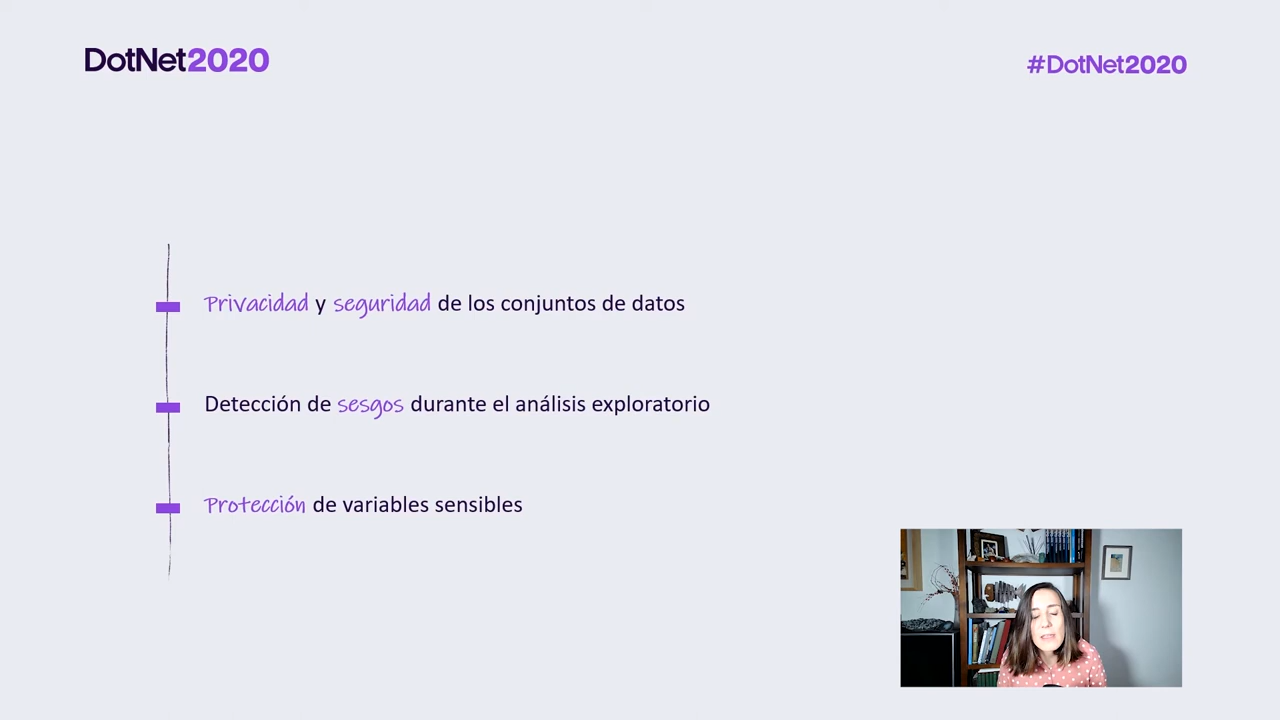 DotNet2020
#DotNet2020
Privacidad y seguridad de los conjuntos de datos
Detección de sesgos durante el análisis exploratorio
Protección de variables sensibles